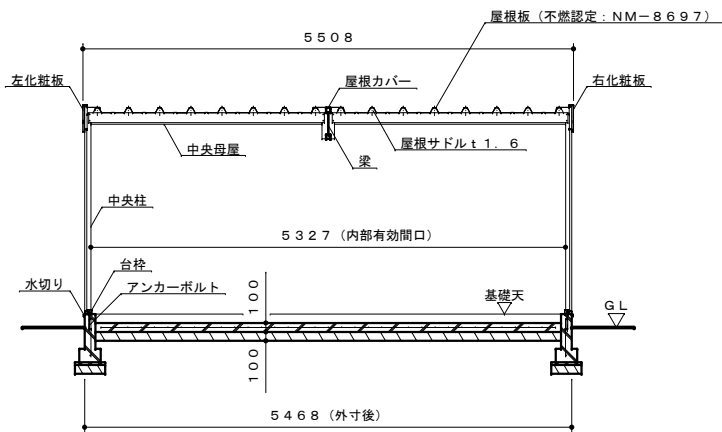 屋根板（不燃認定：ＮＭ－８６９７）
５５０８
左化粧板
屋根カバー
右化粧板
中央母屋
屋根サドルｔ１．６
梁
中央柱
５３２７（内部有効間口）
台枠
水切り
アンカーボルト
１００
基礎天
ＧＬ
１００
５４６８（外寸後）